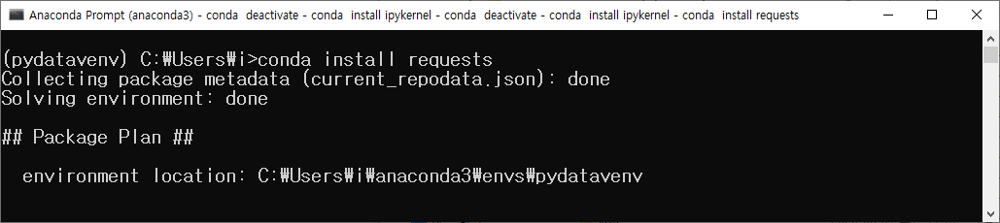 Anaconda Prompt (anaconda3) - conda deactivate - conda install ipykernel - conda deactivate - conda install ipykernel - conda install requests
(pydatavenv) C:₩Users₩i>conda install requests
Collecting package metadata (current_repodata.json): done
Solving environment: done
## Package Plan ##
environment location: C:₩Users₩i₩anaconda3₩envs₩pydatavenv